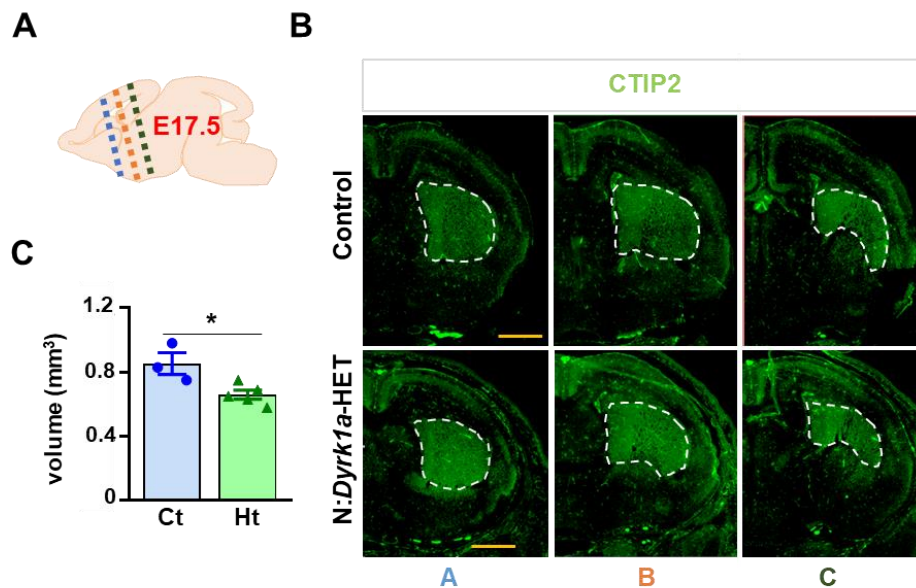 A
B
E17.5
CTIP2
Control
C
volume (mm³)
1.2
0.8
0.4
0
*
Ct
Ht
N:Dyrk1a-HET
A
B
C